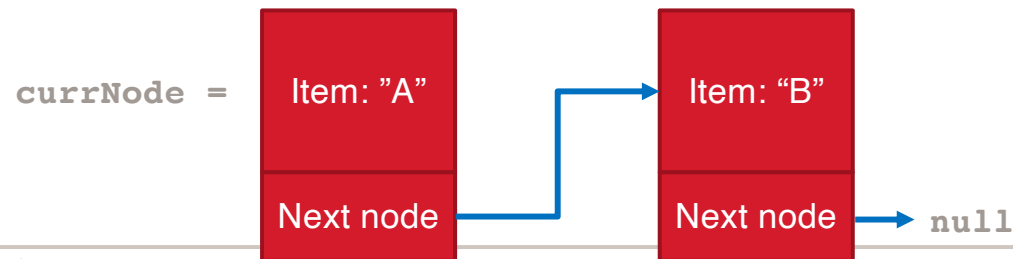 currNode =
Item: ”A”
Item: “B”
Next node
Next node
null